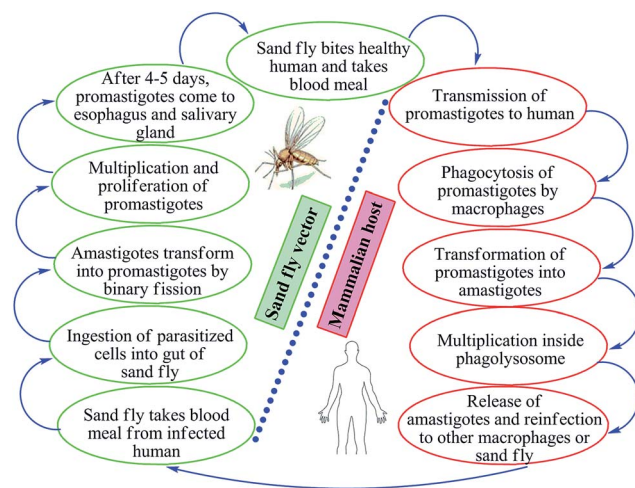 Sand fly bites healthy
human and takes
blood meal
After 4-5 days,
promastigotes come to
esophagus and salivary
gland
Transmission of
promastigotes to human
Multiplication and
proliferation of
promastigotes
Phagocytosis of
promastigotes by
macrophages
Amastigotes transform
into promastigotes by
binary fission
Sand fly vector
Mammalian host
Transformation of
promastigotes into
amastigotes
Ingestion of parasitized
cells into gut of
sand fly
Multiplication inside
phagolysosome
Sand fly takes blood
meal from infected
human
Release of
amastigotes and reinfection
to other macrophages or
sand fly